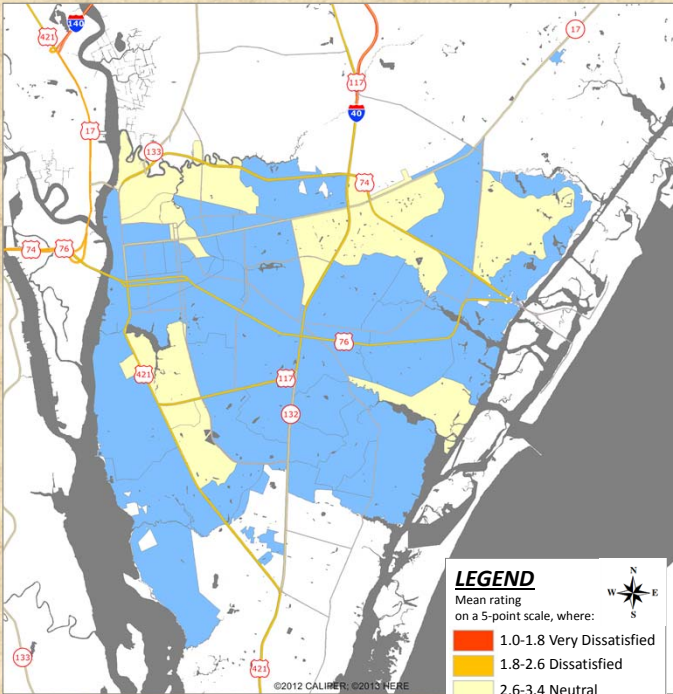 140
421
17
117
40
17
133
74
74
76
76
421
117
132
133
421
LEGEND
Mean rating
on a 5-point scale, where:
N
W E
S
1.0-1.8 Very Dissatisfied
1.8-2.6 Dissatisfied
2.6-3.4 Neutral
©2012 CALIPER; ©2013 HERE